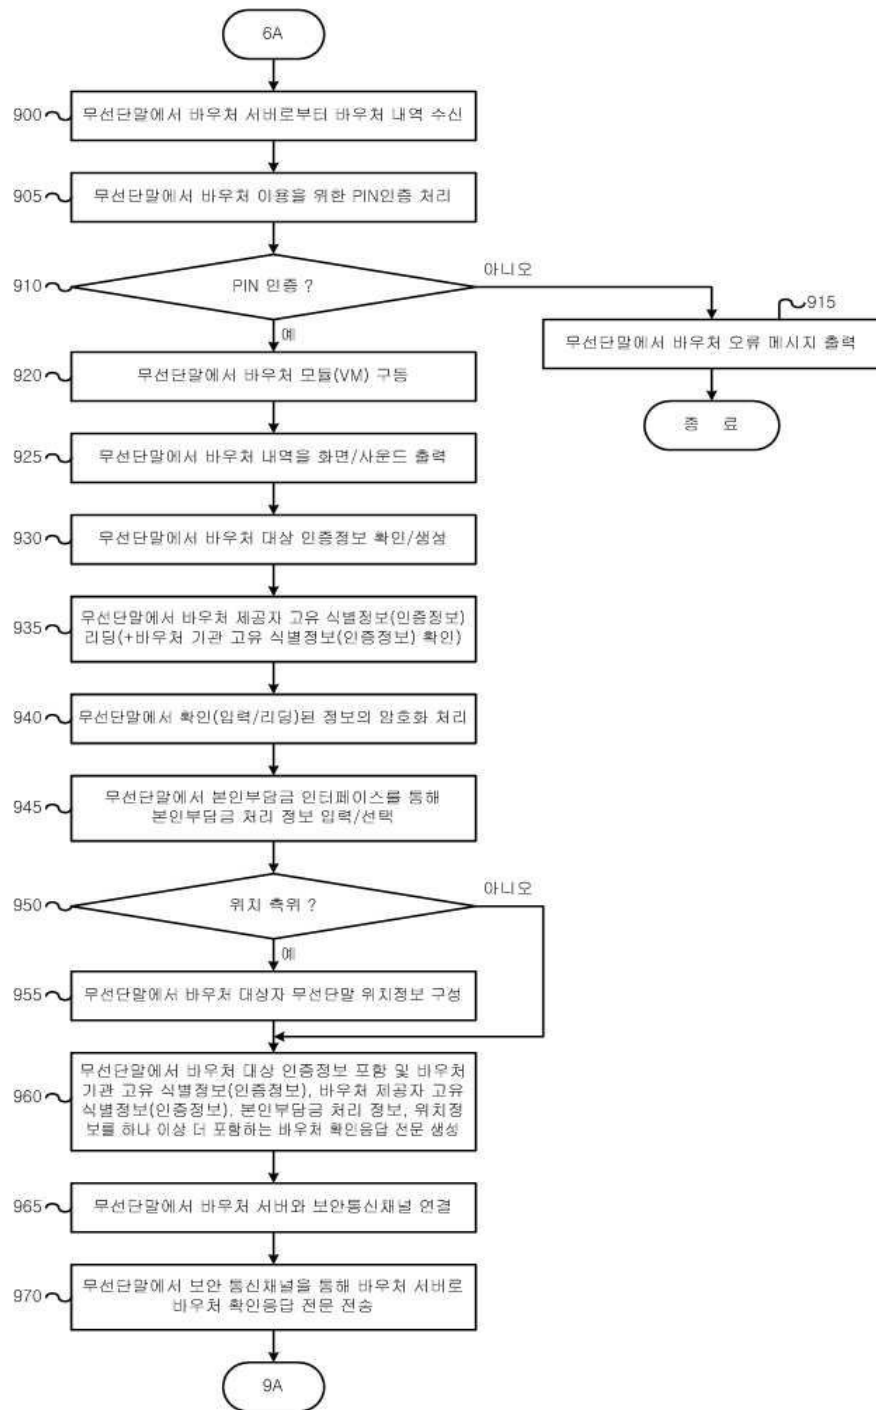 6A
900
무선단말에서 바우처 서버로부터 바우처 내역 수신
905
무선단말에서 바우처 이용을 위한 PIN인증 처리
910
PIN 인증 ?
아니오
예
915
무선단말에서 바우처 오류 메시지 출력
종 료
920
무선단말에서 바우처 모듈(VM) 구동
925
무선단말에서 바우처 내역을 화면/사운드 출력
930
무선단말에서 바우처 대상 인증정보 확인/생성
935
무선단말에서 바우처 제공자 고유 식별정보(인증정보)
리딩(+바우처 기관 고유 식별정보(인증정보) 확인)
940
무선단말에서 확인(입력/리딩)된 정보의 암호화 처리
945
무선단말에서 본인부담금 인터페이스를 통해
본인부담금 처리 정보 입력/선택
950
위치 측위 ?
아니오
예
955
무선단말에서 바우처 대상자 무선단말 위치정보 구성
960
무선단말에서 바우처 대상 인증정보 포함 및 바우처
기관 고유 식별정보(인증정보), 바우처 제공자 고유
식별정보(인증정보), 본인부담금 처리 정보, 위치정
보를 하나 이상 더 포함하는 바우처 확인응답 전문 생성
965
무선단말에서 바우처 서버와 보안통신채널 연결
970
무선단말에서 보안 통신채널을 통해 바우처 서버로
바우처 확인응답 전문 전송
9A